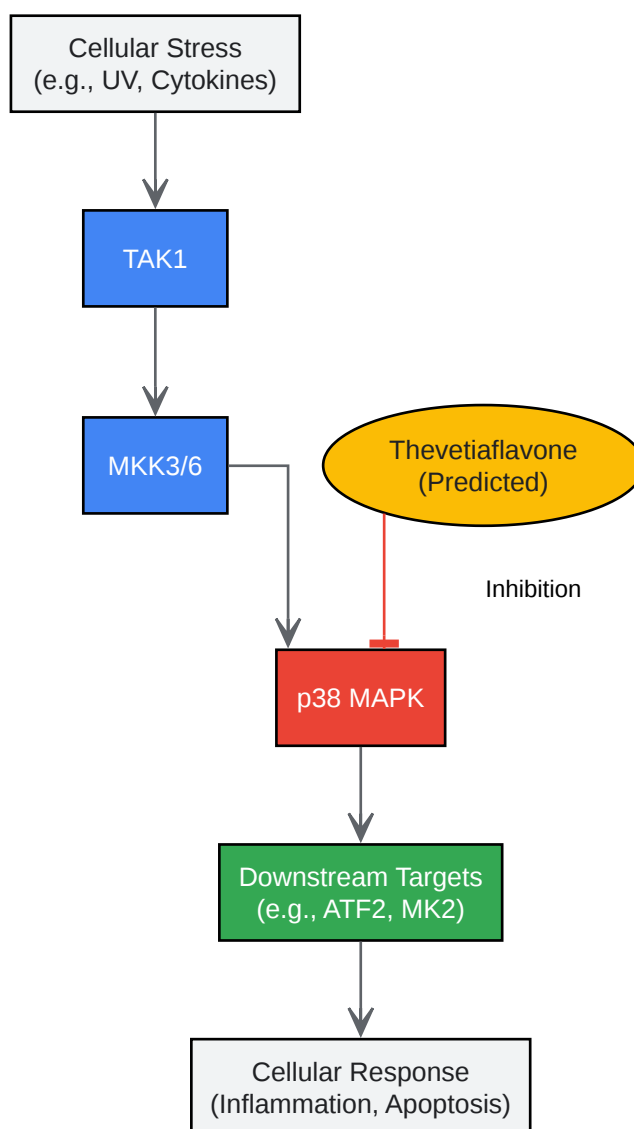 Cellular Stress
(e.g., UV, Cytokines)
TAK1
MKK3/6
Thevetiaflavone
(Predicted)
Inhibition
p38 MAPK
Downstream Targets
(e.g., ATF2, MK2)
Cellular Response
(Inflammation, Apoptosis)